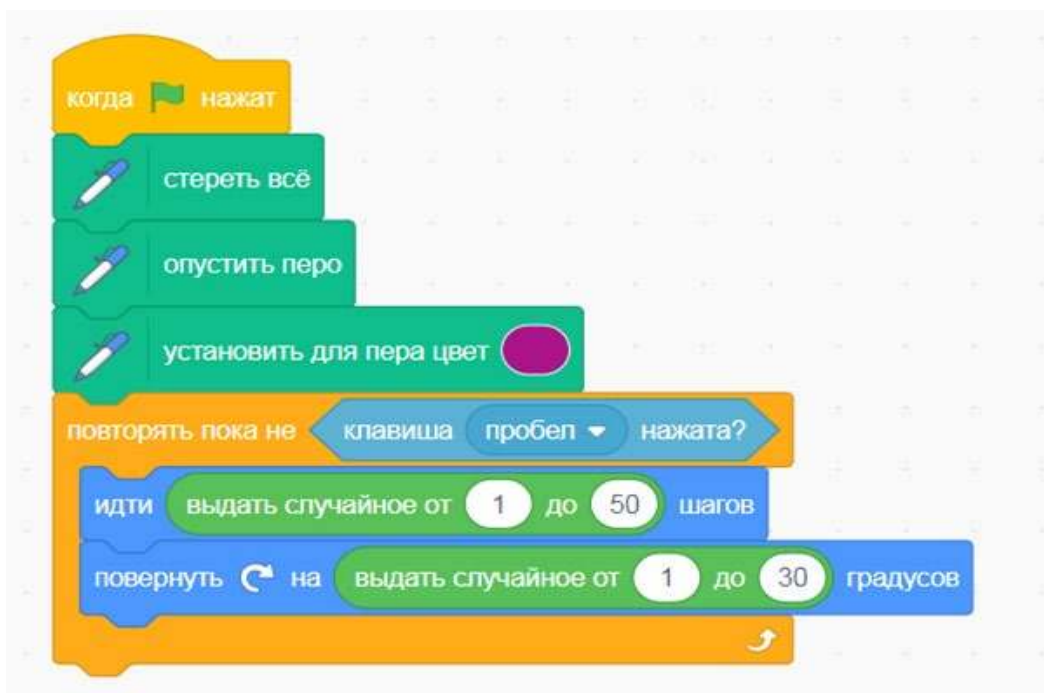 когда нажат
стереть всё
опустить перо
установить для пера цвет
повторять пока не клавиша пробел нажата?
идти выдать случайное от 1 до 50 шагов
повернуть на выдать случайное от 1 до 30 градусов